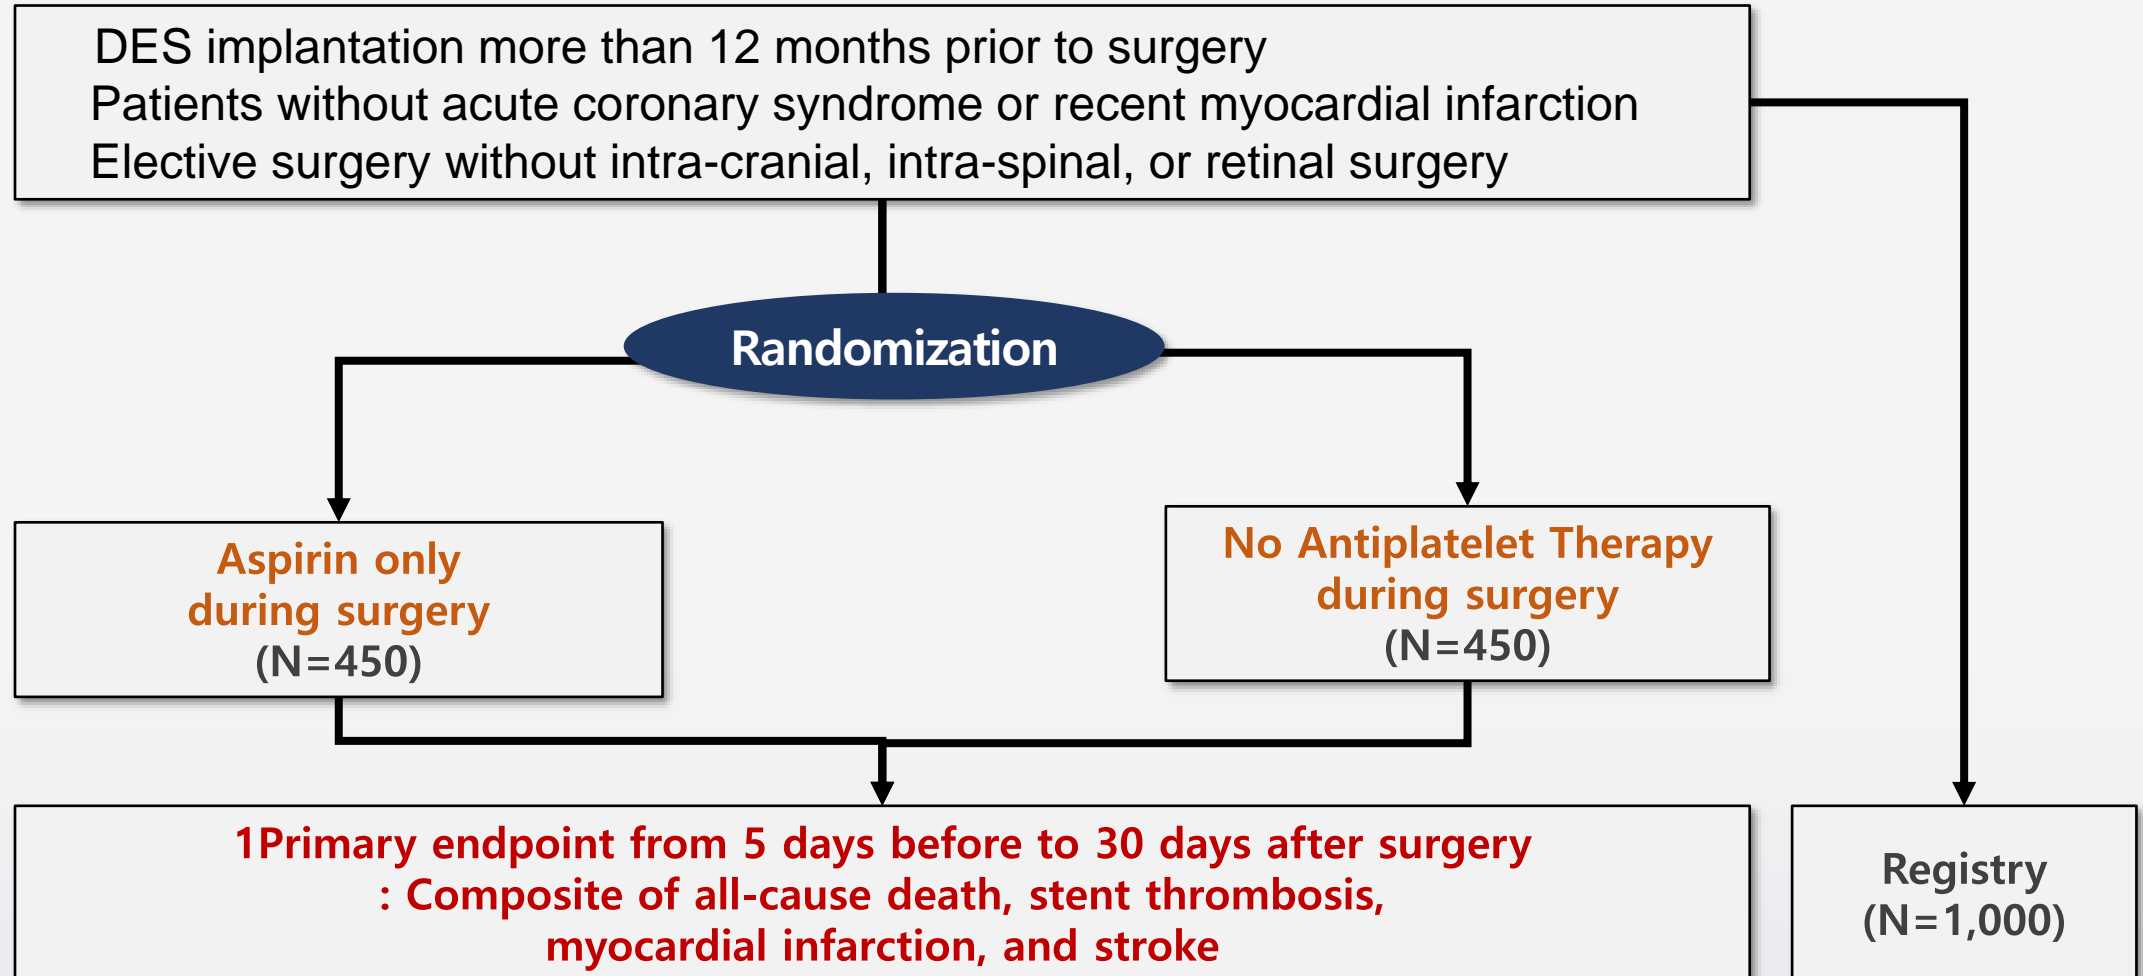 DES implantation more than 12 months prior to surgery
Patients without acute coronary syndrome or recent myocardial infarction
Elective surgery without intra-cranial, intra-spinal, or retinal surgery
Randomization
Aspirin only
during surgery
(N=450)
No Antiplatelet Therapy
during surgery
(N=450)
1Primary endpoint from 5 days before to 30 days after surgery
: Composite of all-cause death, stent thrombosis,
myocardial infarction, and stroke
Registry
(N=1,000)